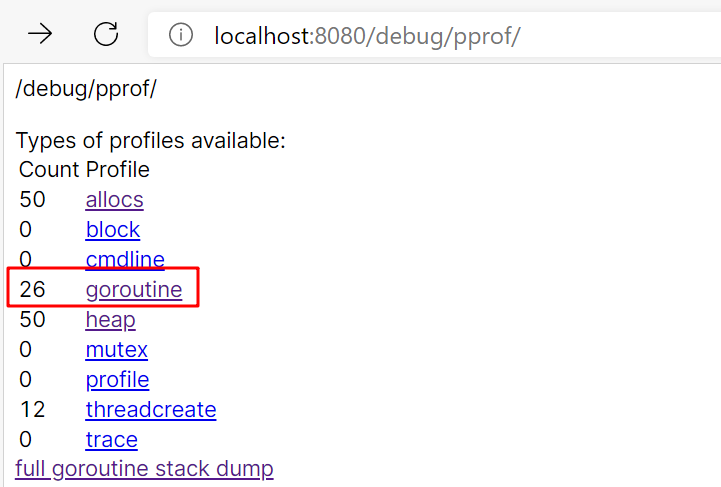 localhost:8080/debug/pprof/
/debug/pprof/
Types of profiles available:
Count Profile
50 allocs
0 block
0 cmdline
26 goroutine
50 heap
0 mutex
0 profile
12 threadcreate
0 trace
full goroutine stack dump